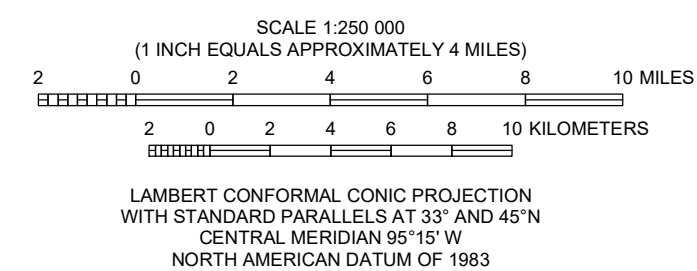 SCALE 1:250 000
(1 INCH EQUALS APPROXIMATELY 4 MILES)
2 0 2 4 6 8 10 MILES
2 0 2 4 6 8 10 KILOMETERS
LAMBERT CONFORMAL CONIC PROJECTION
WITH STANDARD PARALLELS AT 33° AND 45°N
CENTRAL MERIDIAN 95°15' W
NORTH AMERICAN DATUM OF 1983